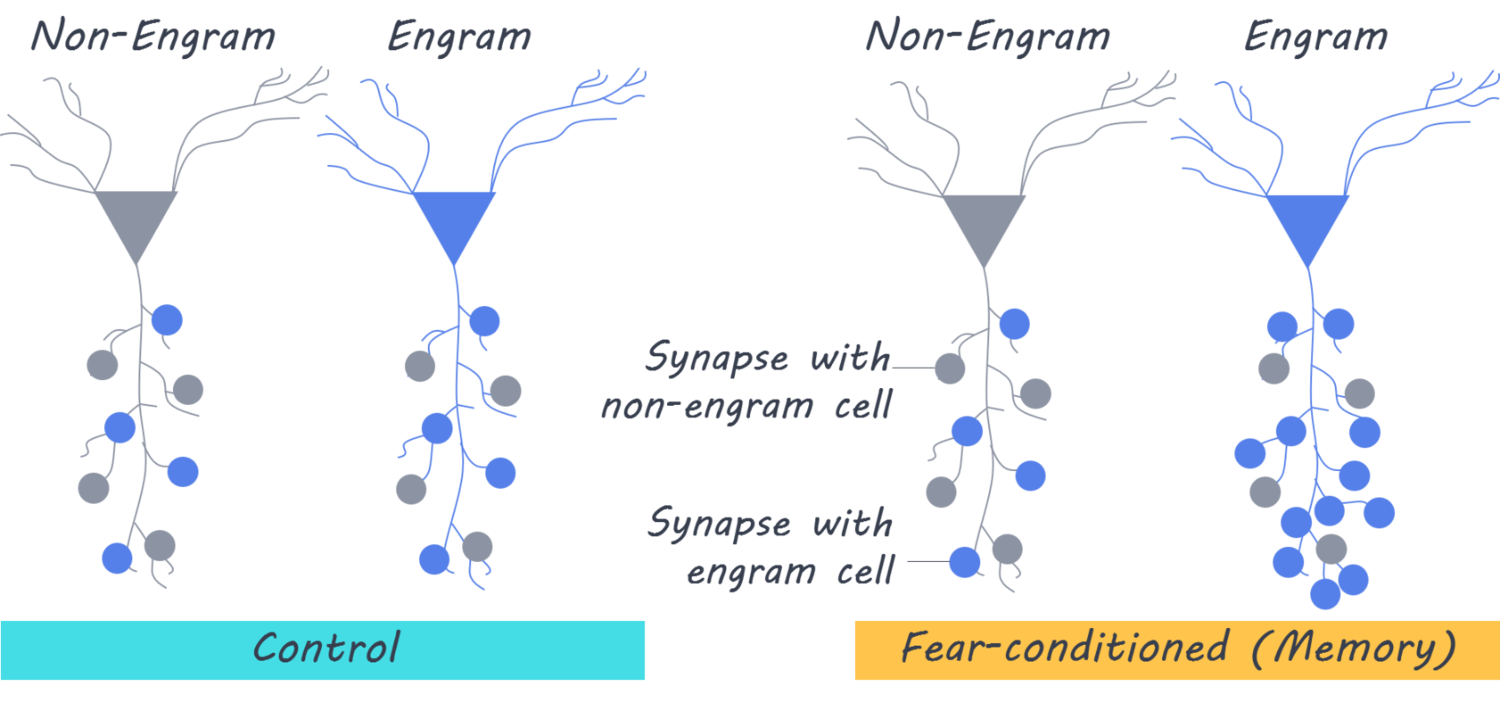 Non-Engram
Engram
Non-Engram
Engram
Synapse with
non-engram cell
Synapse with
engram cell
Control
Fear-conditioned (Memory)